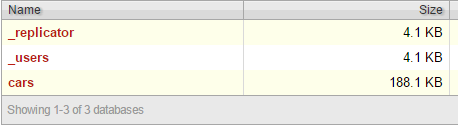 Name Size
_replicator 4.1 KB
_users 4.1 KB
cars 188.1 KB
Showing 1-3 of 3 databases